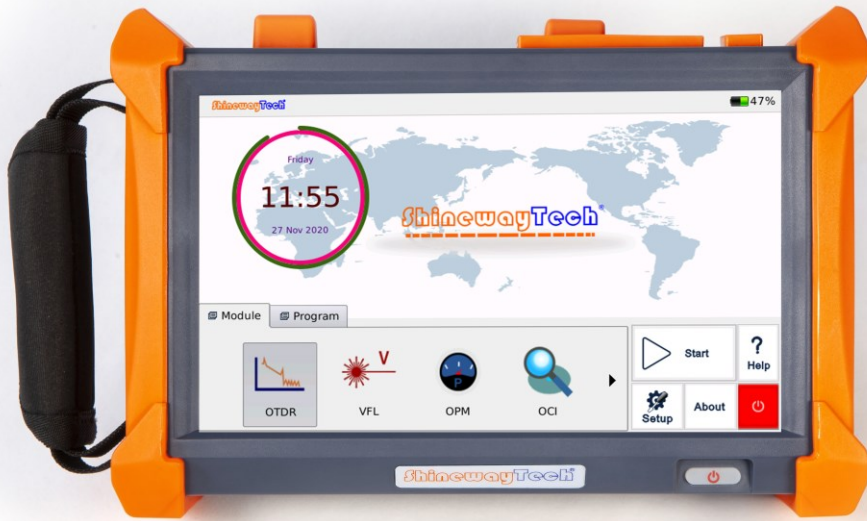 ShinewayTech®
47%
Friday
11:55
27 Nov 2020
ShinewayTech®
Module
Program
OTDR
V
VFL
P
OPM
OCI
Start
?
Help
Setup
About
ShinewayTech®